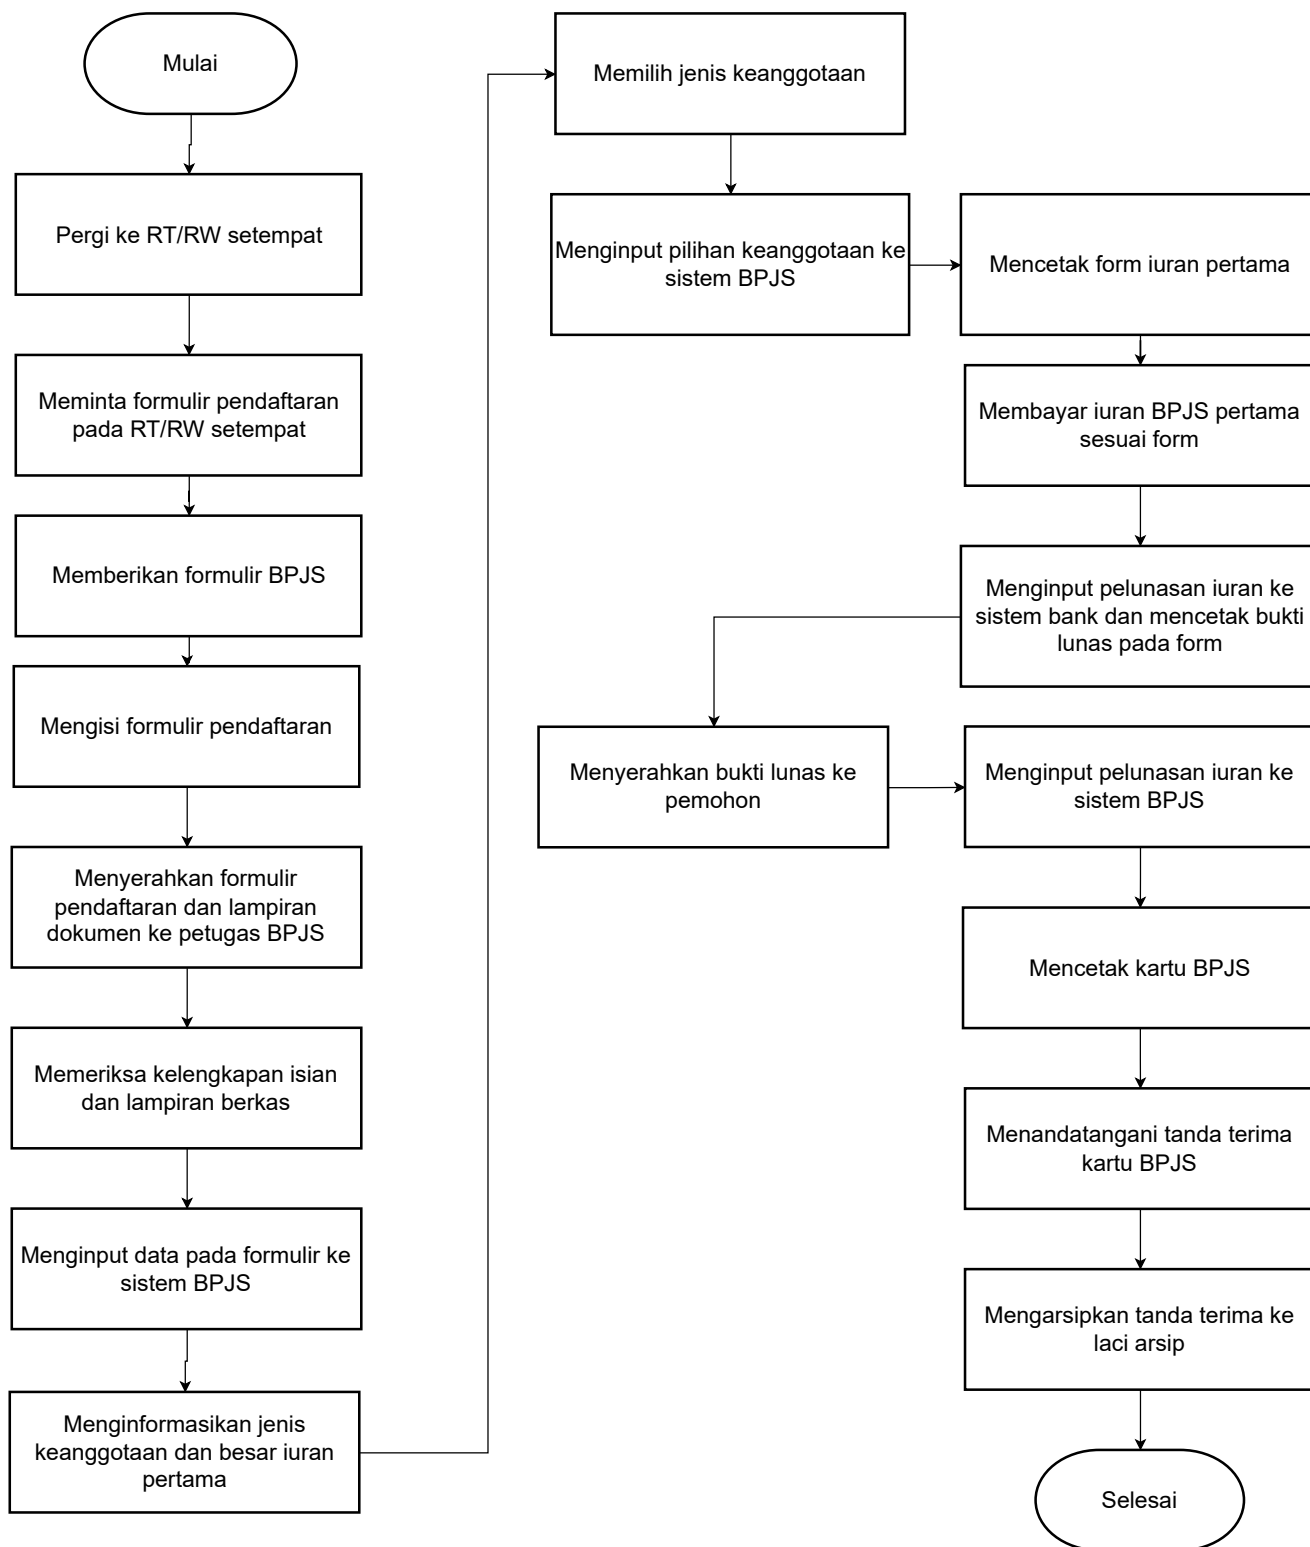 Mulai
Pergi ke RT/RW setempat
Meminta formulir pendaftaran
pada RT/RW setempat
Memberikan formulir BPJS
Mengisi formulir pendaftaran
Menyerahkan formulir
pendaftaran dan lampiran
dokumen ke petugas BPJS
Memeriksa kelengkapan isian
dan lampiran berkas
Menginput data pada formulir ke
sistem BPJS
Menginformasikan jenis
keanggotaan dan besar iuran
pertama
Memilih jenis keanggotaan
Menginput pilihan keanggotaan ke
sistem BPJS
Mencetak form iuran pertama
Membayar iuran BPJS pertama
sesuai form
Menginput pelunasan iuran ke
sistem bank dan mencetak bukti
lunas pada form
Menyerahkan bukti lunas ke
pemohon
Menginput pelunasan iuran ke
sistem BPJS
Mencetak kartu BPJS
Menandatangani tanda terima
kartu BPJS
Mengarsipkan tanda terima ke
laci arsip
Selesai